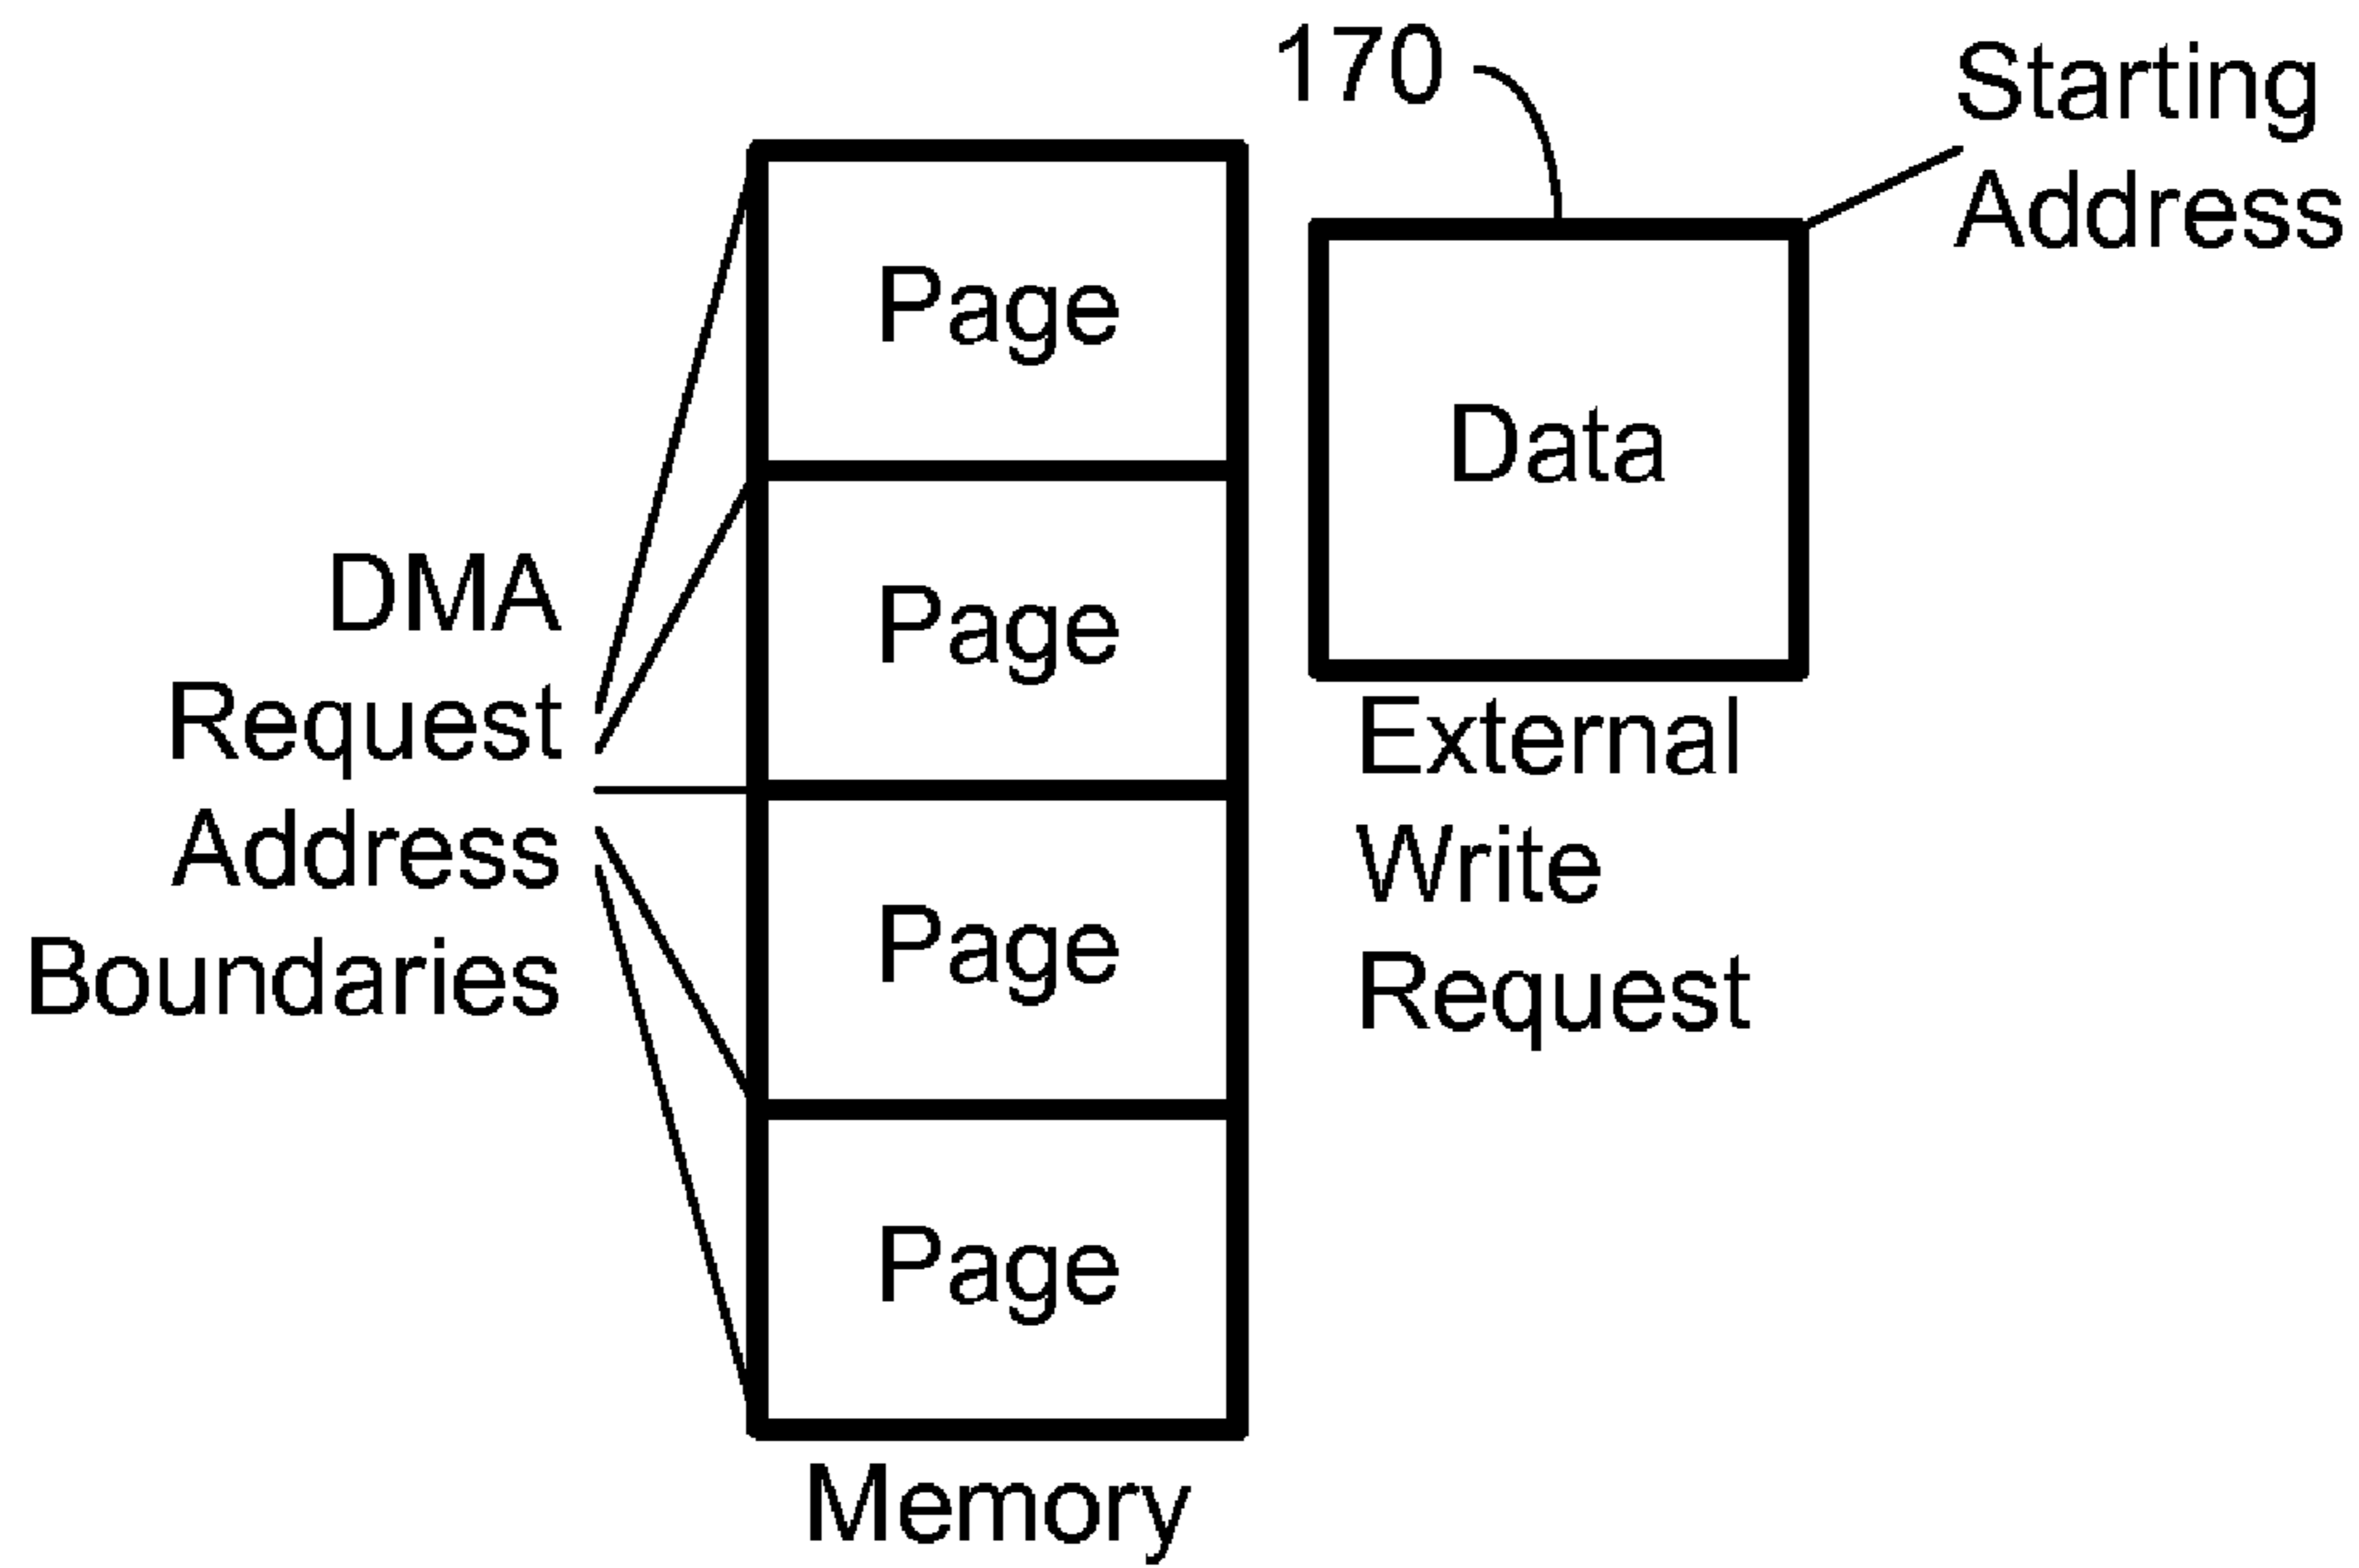 170
Starting
Address
Page
Data
Page
DMA
Request
Address
Boundaries
External
Write
Request
Page
Page
Memory